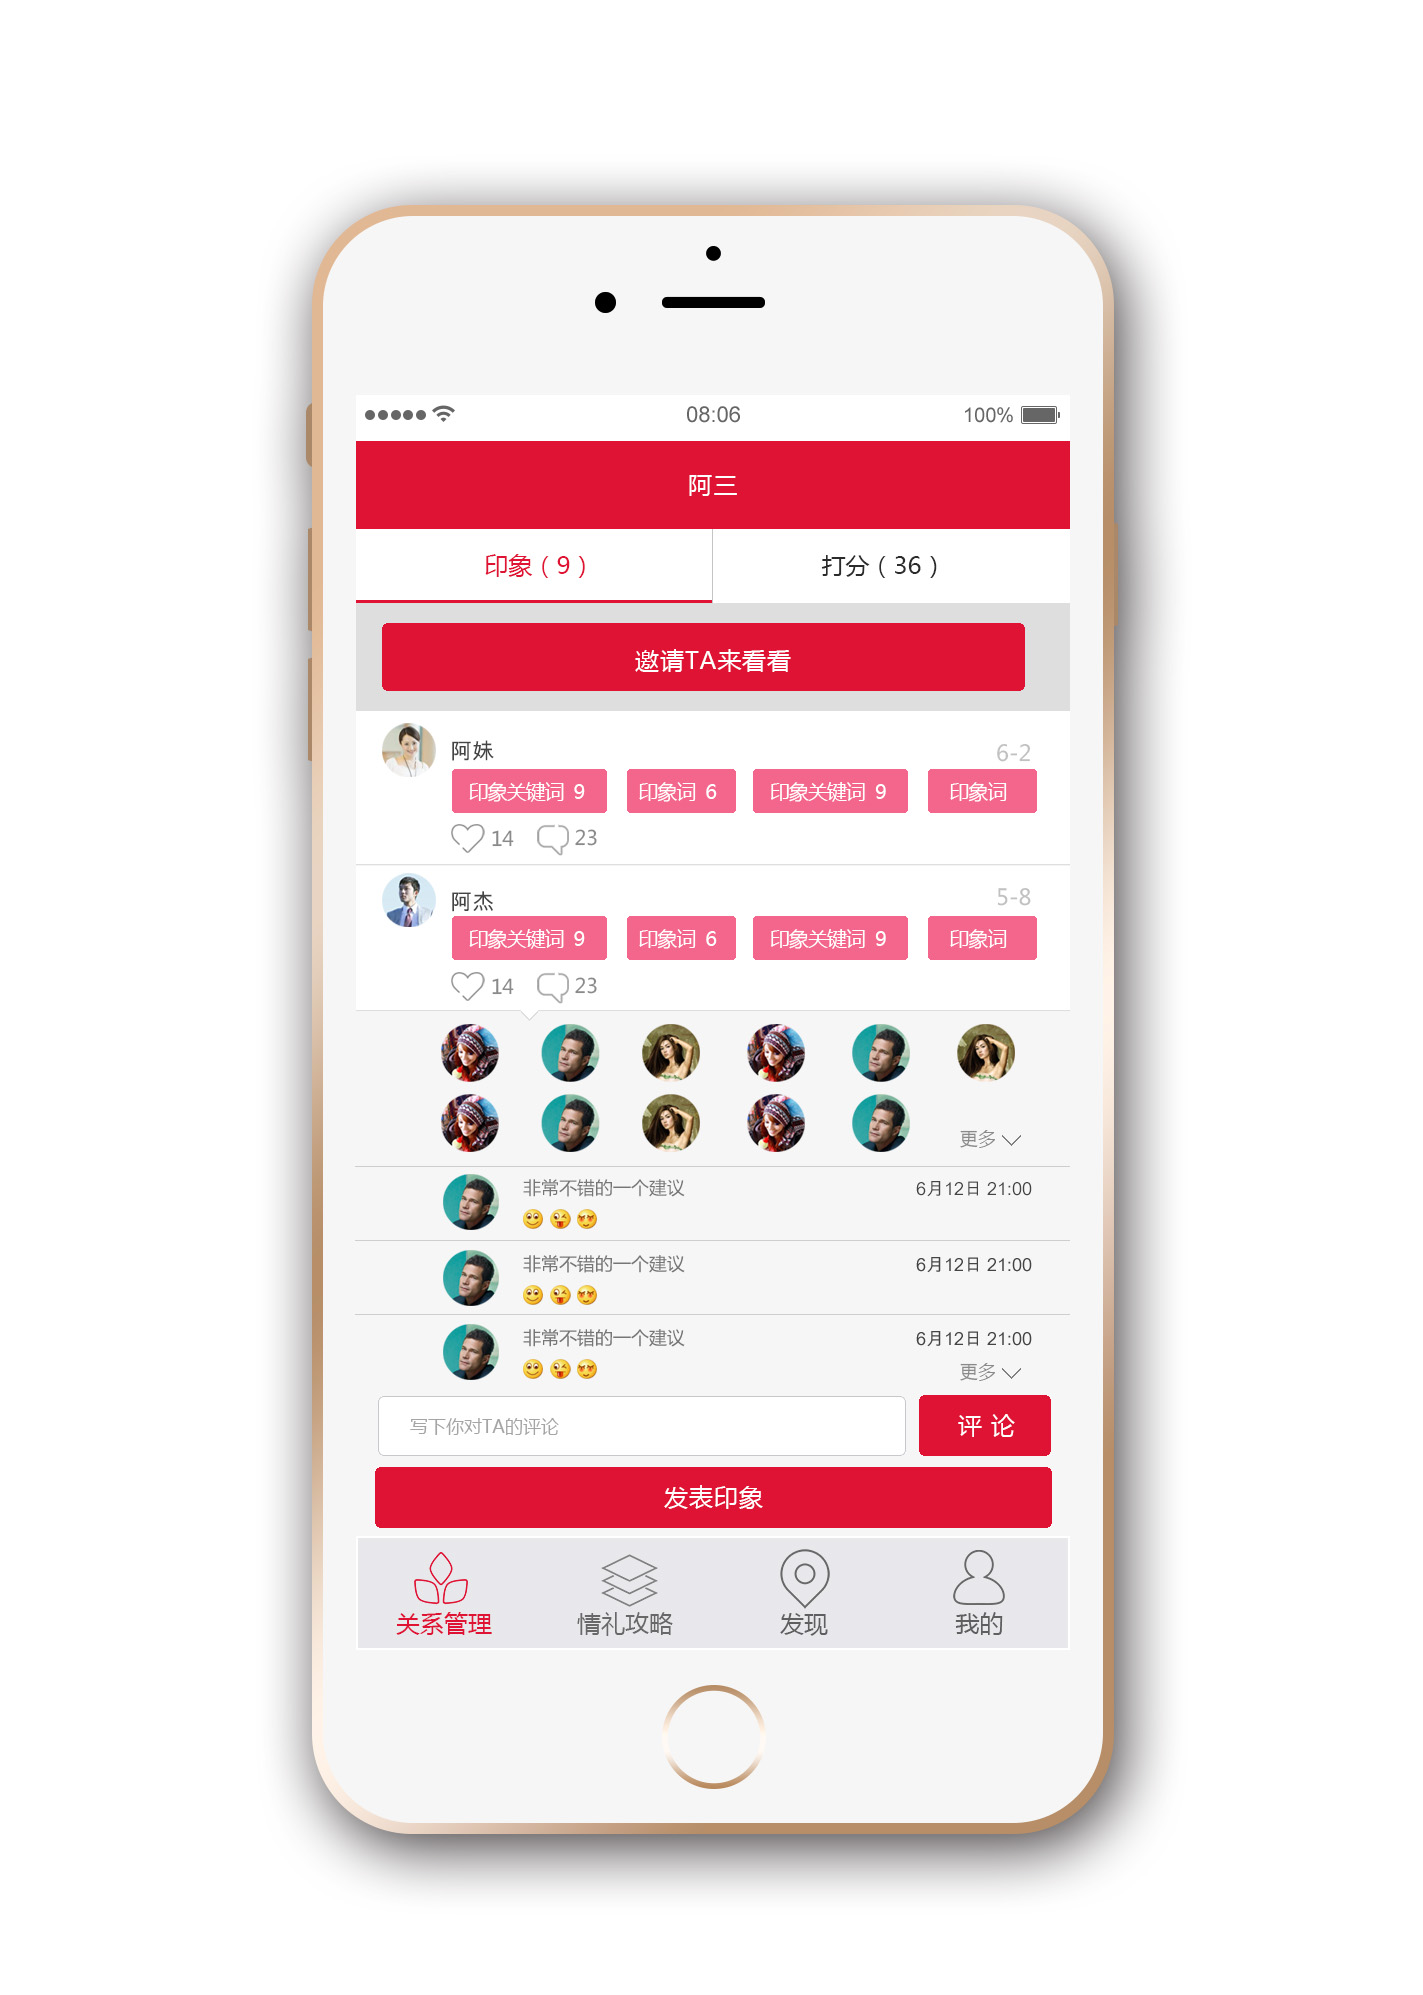 08:06
100%
阿三
印象（9）
打分（36）
邀请TA来看看
阿妹
6-2
印象关键词 9
印象词 6
印象关键词 9
印象词
14
23
阿杰
5-8
印象关键词 9
印象词 6
印象关键词 9
印象词
14
23
更多
非常不错的一个建议
6月12日 21:00
非常不错的一个建议
6月12日 21:00
非常不错的一个建议
6月12日 21:00
更多
写下你对TA的评论
评 论
发表印象
关系管理
情礼攻略
发现
我的